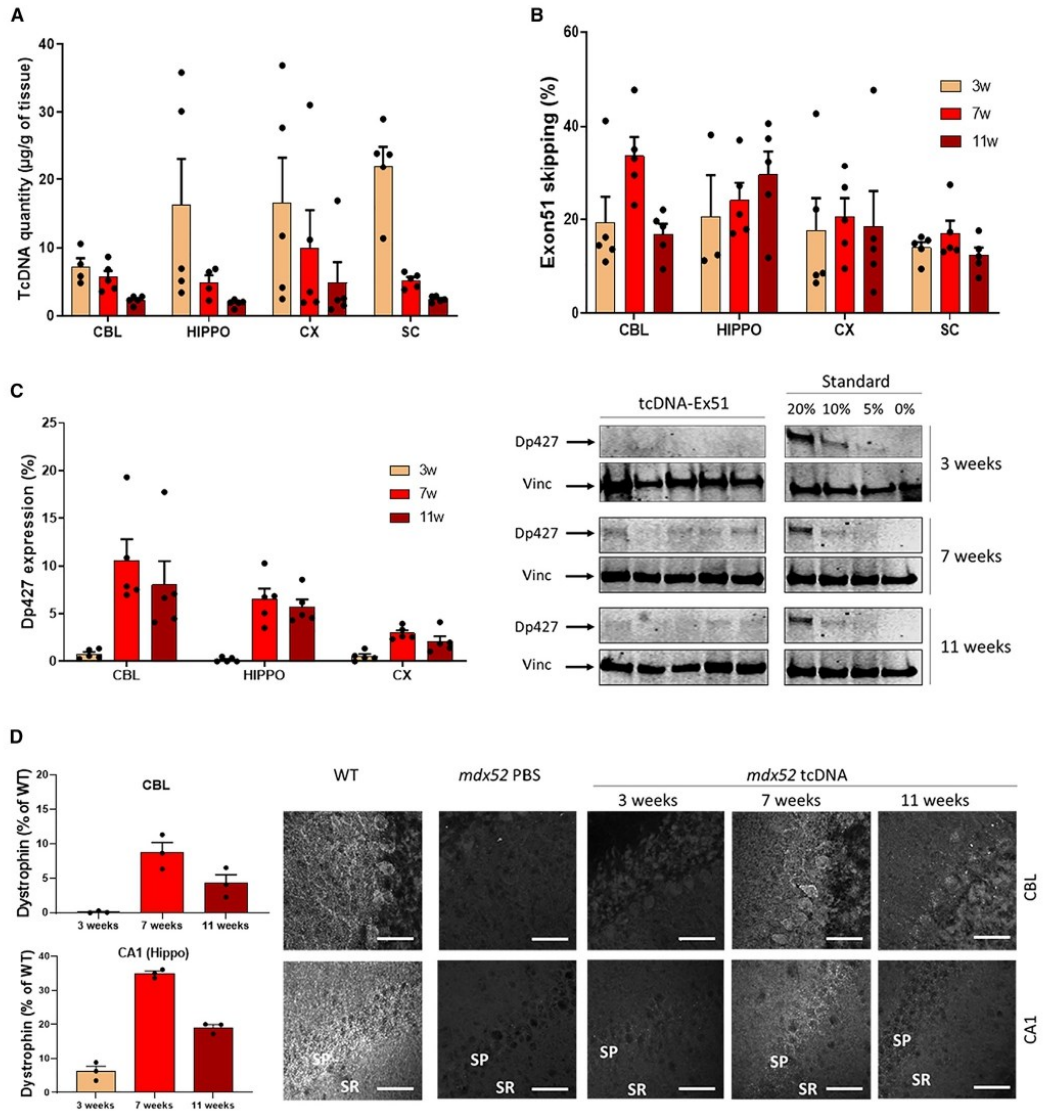 A
TcDNA quantity (µg/g of tissue)
40
30
20
10
0
CBL HIPPO CX SC
B
Exon51 skipping (%)
60
40
20
0
3w
7w
11w
CBL HIPPO CX SC
C
Dp427 expression (%)
25
20
15
10
5
0
3w
7w
11w
CBL HIPPO CX
tcDNA-Ex51
Standard
20% 10% 5% 0%
Dp427
Vinc
3 weeks
Dp427
Vinc
7 weeks
Dp427
Vinc
11 weeks
D
Dystrophin (% of WT)
20
15
10
5
0
CBL
3 weeks 7 weeks 11 weeks
Dystrophin (% of WT)
40
30
20
10
0
CA1 (Hippo)
3 weeks 7 weeks 11 weeks
WT
mdx52 PBS
mdx52 tcDNA
3 weeks 7 weeks 11 weeks
CBL
CA1
SP SP SP SP SP
SR SR SR SR SR